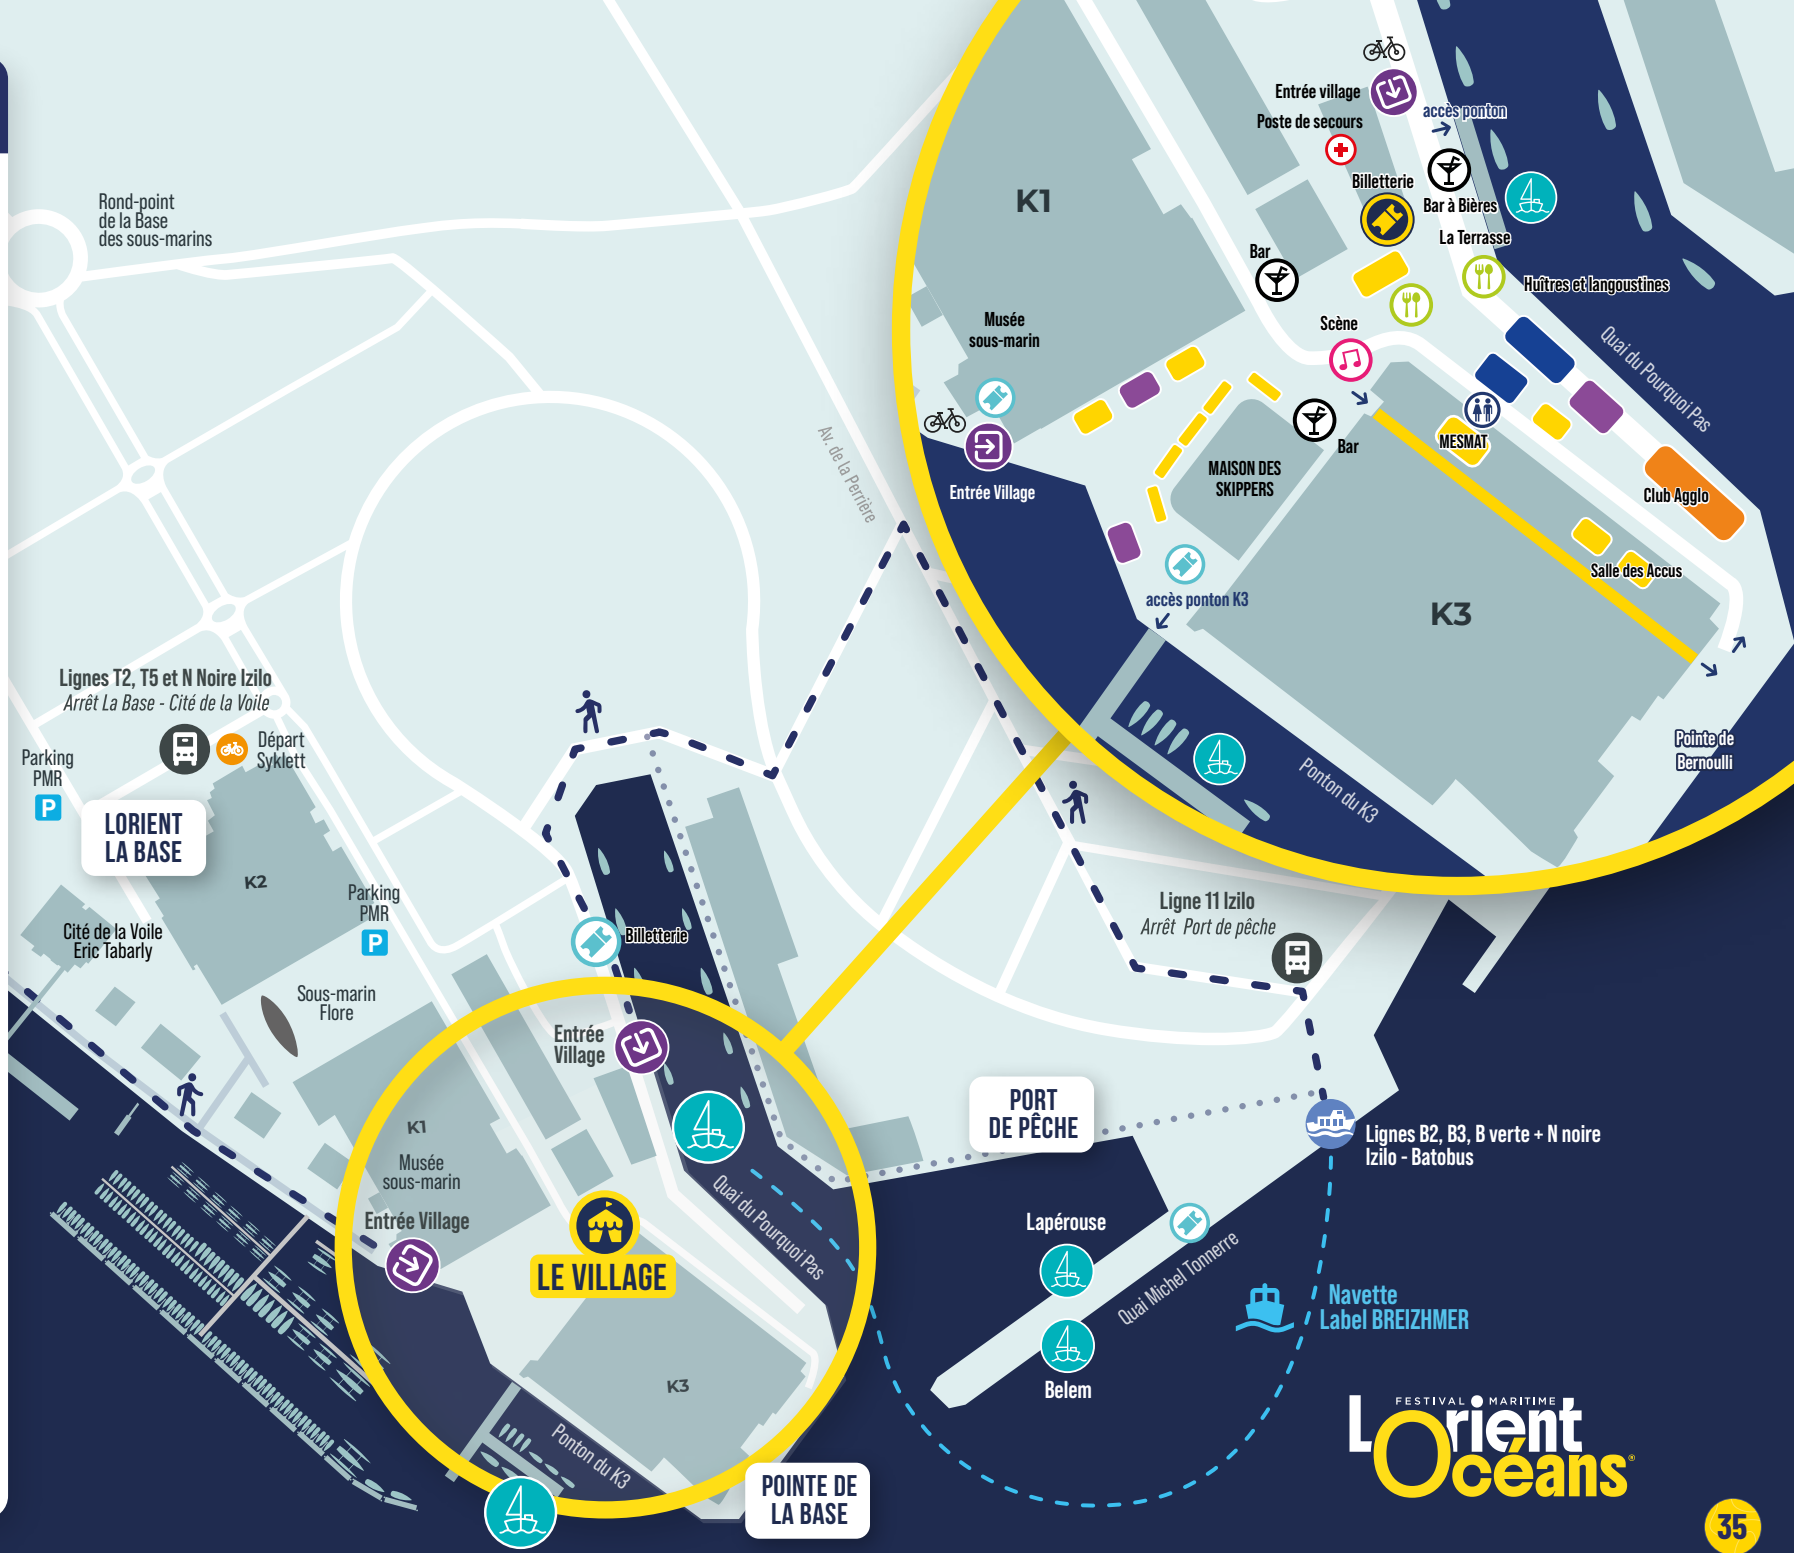 Rond-point
de la Base
des sous-marins
Av. de la Perrière
Lignes T2, T5 et N Noire Izilo
Arrêt La Base - Cité de la Voile
Départ
Syklett
Parking
PMR
P
LORIENT
LA BASE
K2
Parking
PMR
P
Cité de la Voile
Eric Tabarly
Sous-marin
Flore
Billetterie
Entrée
Village
K1
Musée
sous-marin
Entrée Village
LE VILLAGE
Quai du Pourquoi Pas
K3
Ponton du K3
POINTE DE
LA BASE
Entrée village
accès ponton
Poste de secours
Billetterie
Bar à Bières
La Terrasse
Bar
Huîtres et langoustines
K1
Musée
sous-marin
Scène
Quai du Pourquoi Pas
Bar
MESMAT
Entrée Village
MAISON DES
SKIPPERS
Club Agglo
Salle des Accus
accès ponton K3
K3
Pointe de
Bernoulli
Ponton du K3
Ligne 11 Izilo
Arrêt Port de pêche
PORT
DE PÊCHE
Lignes B2, B3, B verte + N noire
Izilo - Batobus
Lapérouse
Quai Michel Tonnerre
Belem
Navette
Label BREIZHMER
FESTIVAL MARITIME
Lorient
Océans®
35